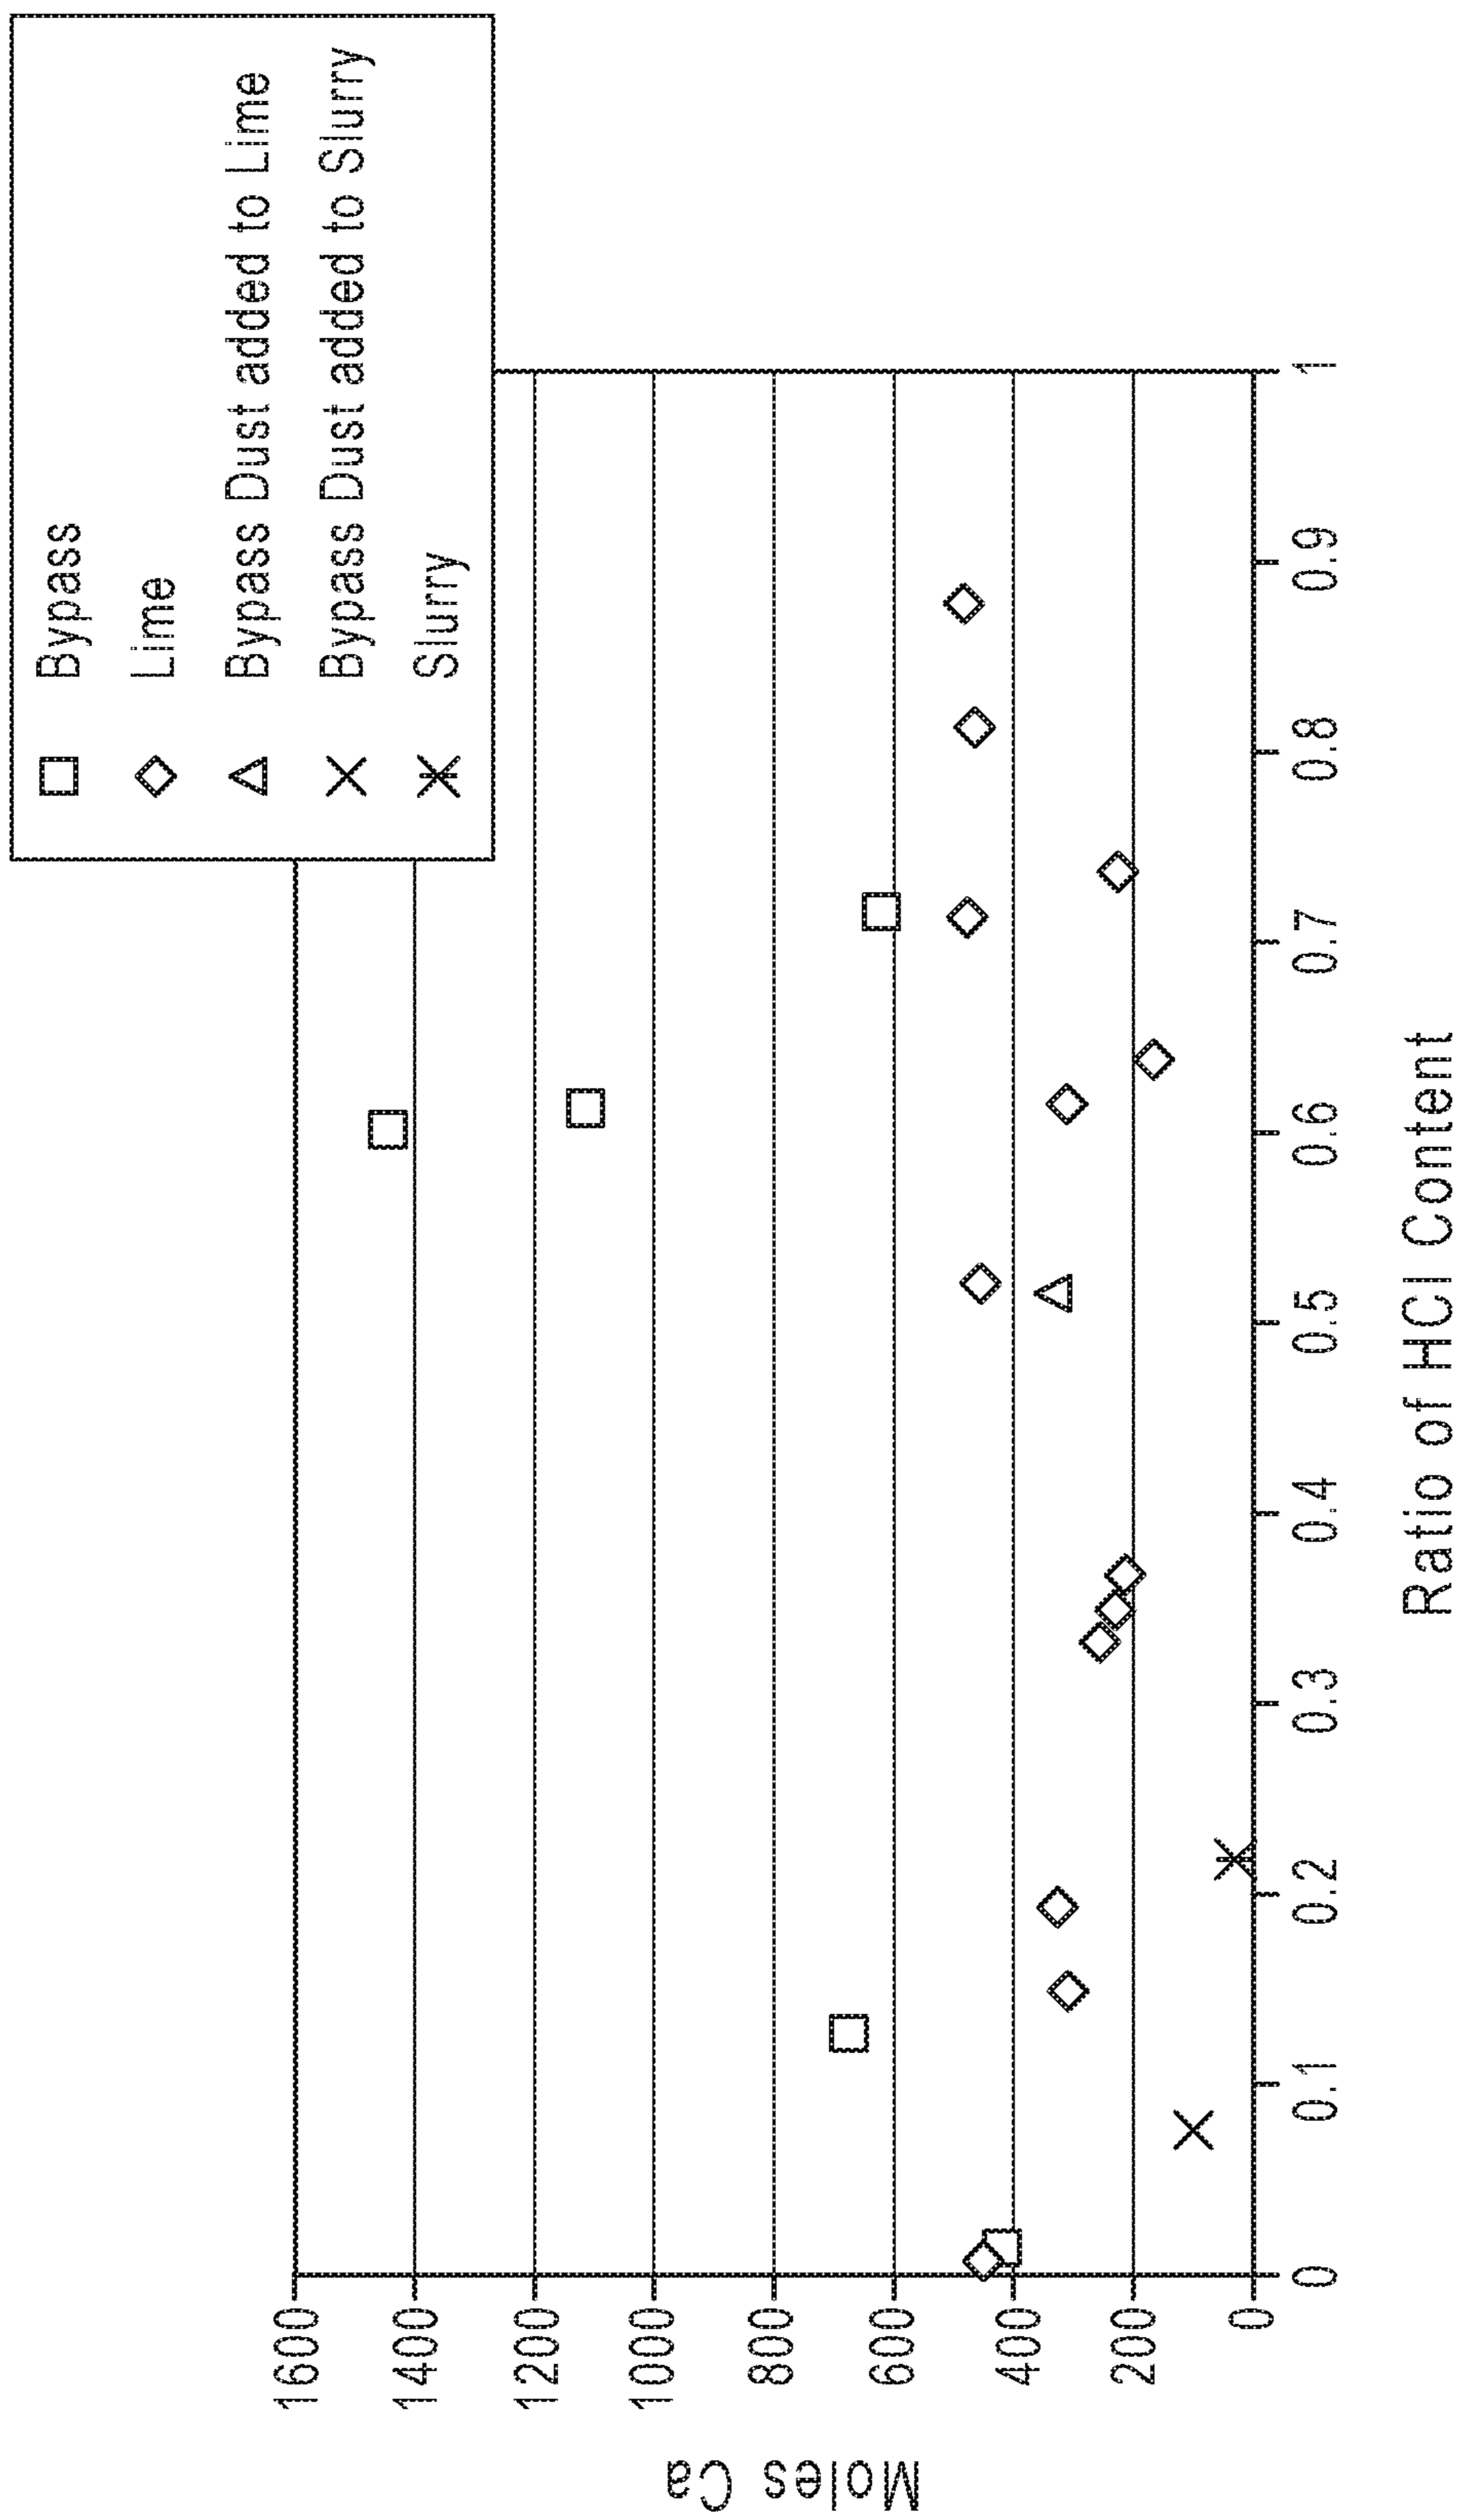 Bypass
Lime
Bypass Dust added to Lime
Bypass Dust added to Slurry
Slurry
Moles Ca
1600
1400
1200
1000
800
600
400
200
0
0
0.1
0.2
0.3
0.4
0.5
0.6
0.7
0.8
0.9
1
Ratio of HCl Content